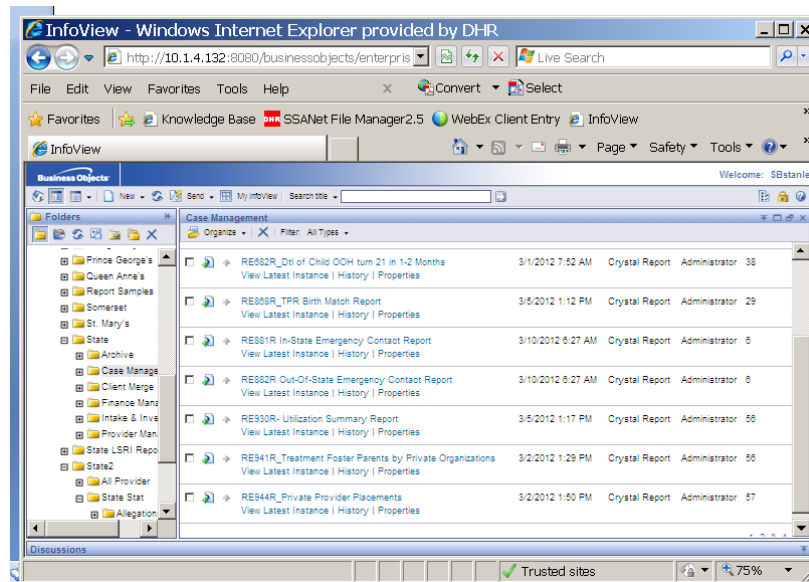 InfoView - Windows Internet Explorer provided by DHR
http://10.1.4.132:8080/businessobjects/enterpris
Live Search
File Edit View Favorites Tools Help x Convert Select
Favorites Knowledge Base SSANet File Manager2.5 WebEx Client Entry InfoView
InfoView Page Safety Tools
Business Objects Welcome: SBstanle
New Send My InfoView Search title
Folders
Case Management
Organize Filter: All Types
Prince George's
Queen Anne's
Report Samples
Somerset
St. Mary's
State
Archive
Case Manage
Client Merge
Finance Mana
Intake & Inve
Provider Man
State LSRI Repo
State2
All Provider
State Stat
Allegation
RE682R_Dtl of Child OOH turn 21 in 1-2 Months 3/1/2012 7:52 AM Crystal Report Administrator 38
View Latest Instance | History | Properties
RE868R_TPR Birth Match Report 3/5/2012 1:12 PM Crystal Report Administrator 29
View Latest Instance | History | Properties
RE881R In-State Emergency Contact Report 3/10/2012 6:27 AM Crystal Report Administrator 6
View Latest Instance | History | Properties
RE882R Out-Of-State Emergency Contact Report 3/10/2012 6:27 AM Crystal Report Administrator 6
View Latest Instance | History | Properties
RE930R- Utilization Summary Report 3/5/2012 1:17 PM Crystal Report Administrator 56
View Latest Instance | History | Properties
RE941R_Treatment Foster Parents by Private Organizations 3/2/2012 1:29 PM Crystal Report Administrator 56
View Latest Instance | History | Properties
RE944R_Private Provider Placements 3/2/2012 1:50 PM Crystal Report Administrator 57
View Latest Instance | History | Properties
Discussions
Trusted sites 75%